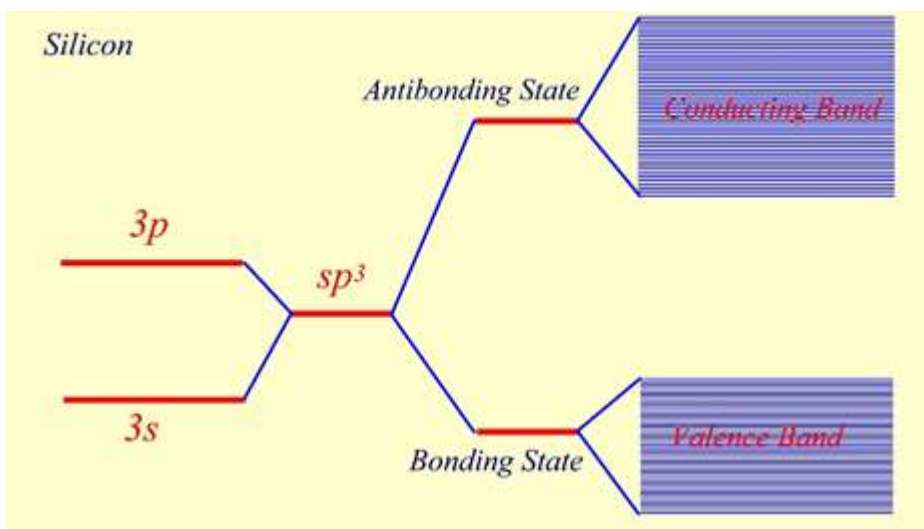 Silicon
Antibonding State
Conducting Band
3p
sp³
3s
Bonding State
Valence Band